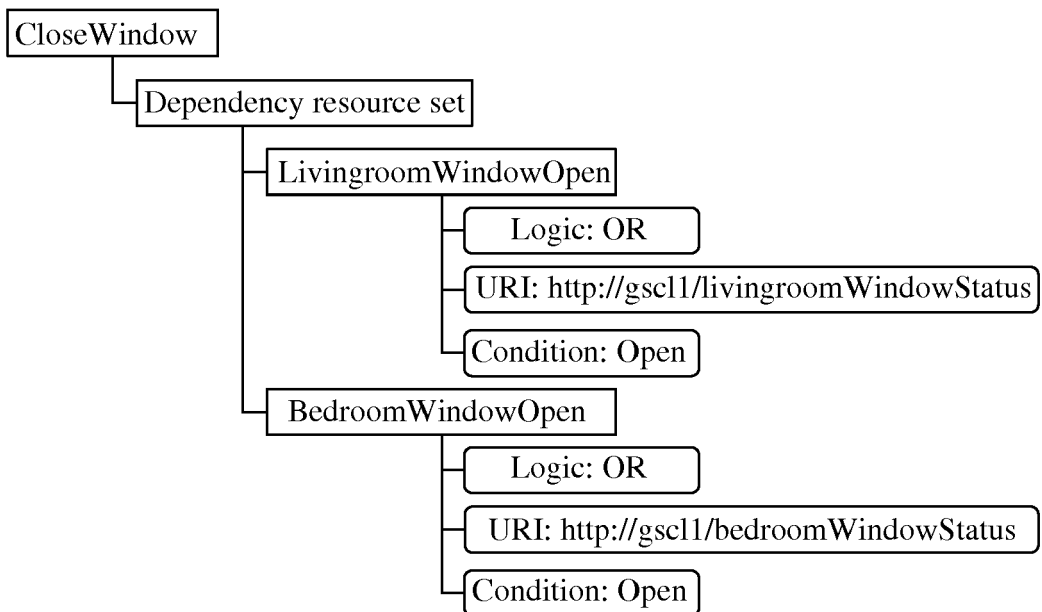 CloseWindow
Dependency resource set
LivingroomWindowOpen
Logic: OR
URI: http://gscl1/livingroomWindowStatus
Condition: Open
BedroomWindowOpen
Logic: OR
URI: http://gscl1/bedroomWindowStatus
Condition: Open